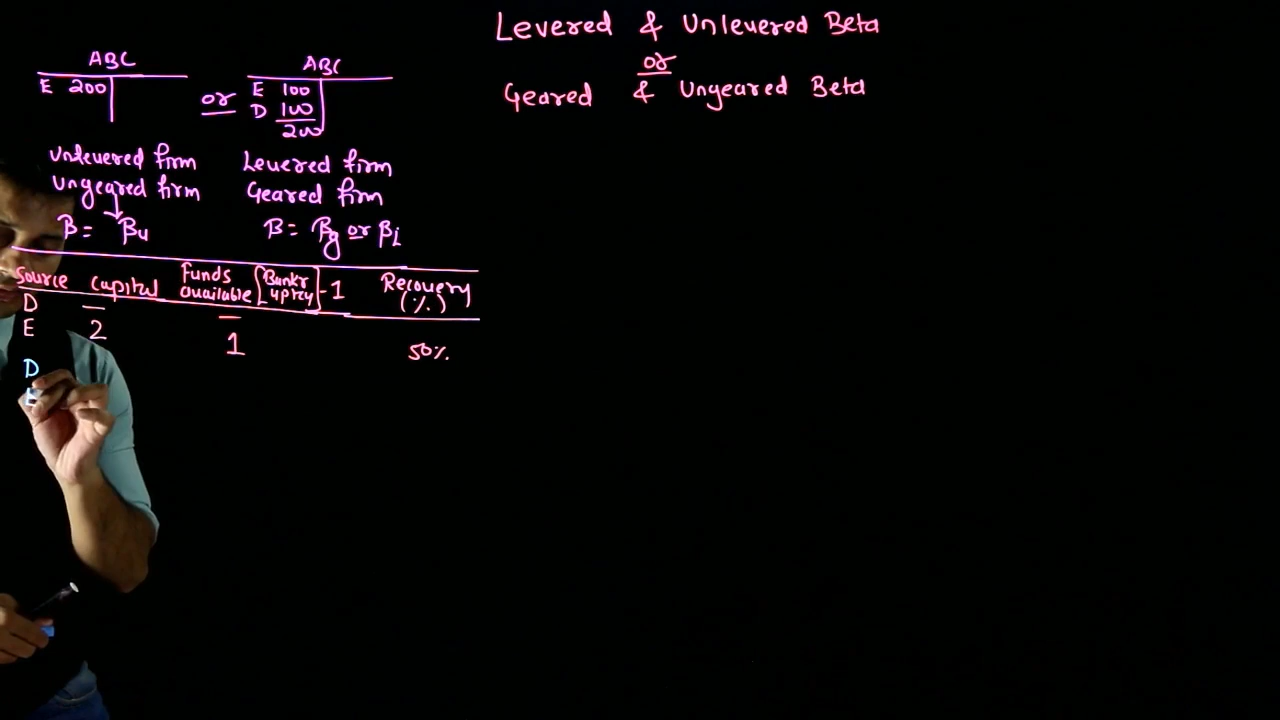 Levered & Unlevered Beta
or
Geared & Ungeared Beta
ABC
E 200
or
ABC
E 100
D 100
200
Unlevered firm
Ungeared firm
β = βu
Levered firm
Geared firm
β = βg or βL
Source Capital Funds available [Bankruptcy]-1 Recovery (%)
D — —
E 2 1 50%
D
E